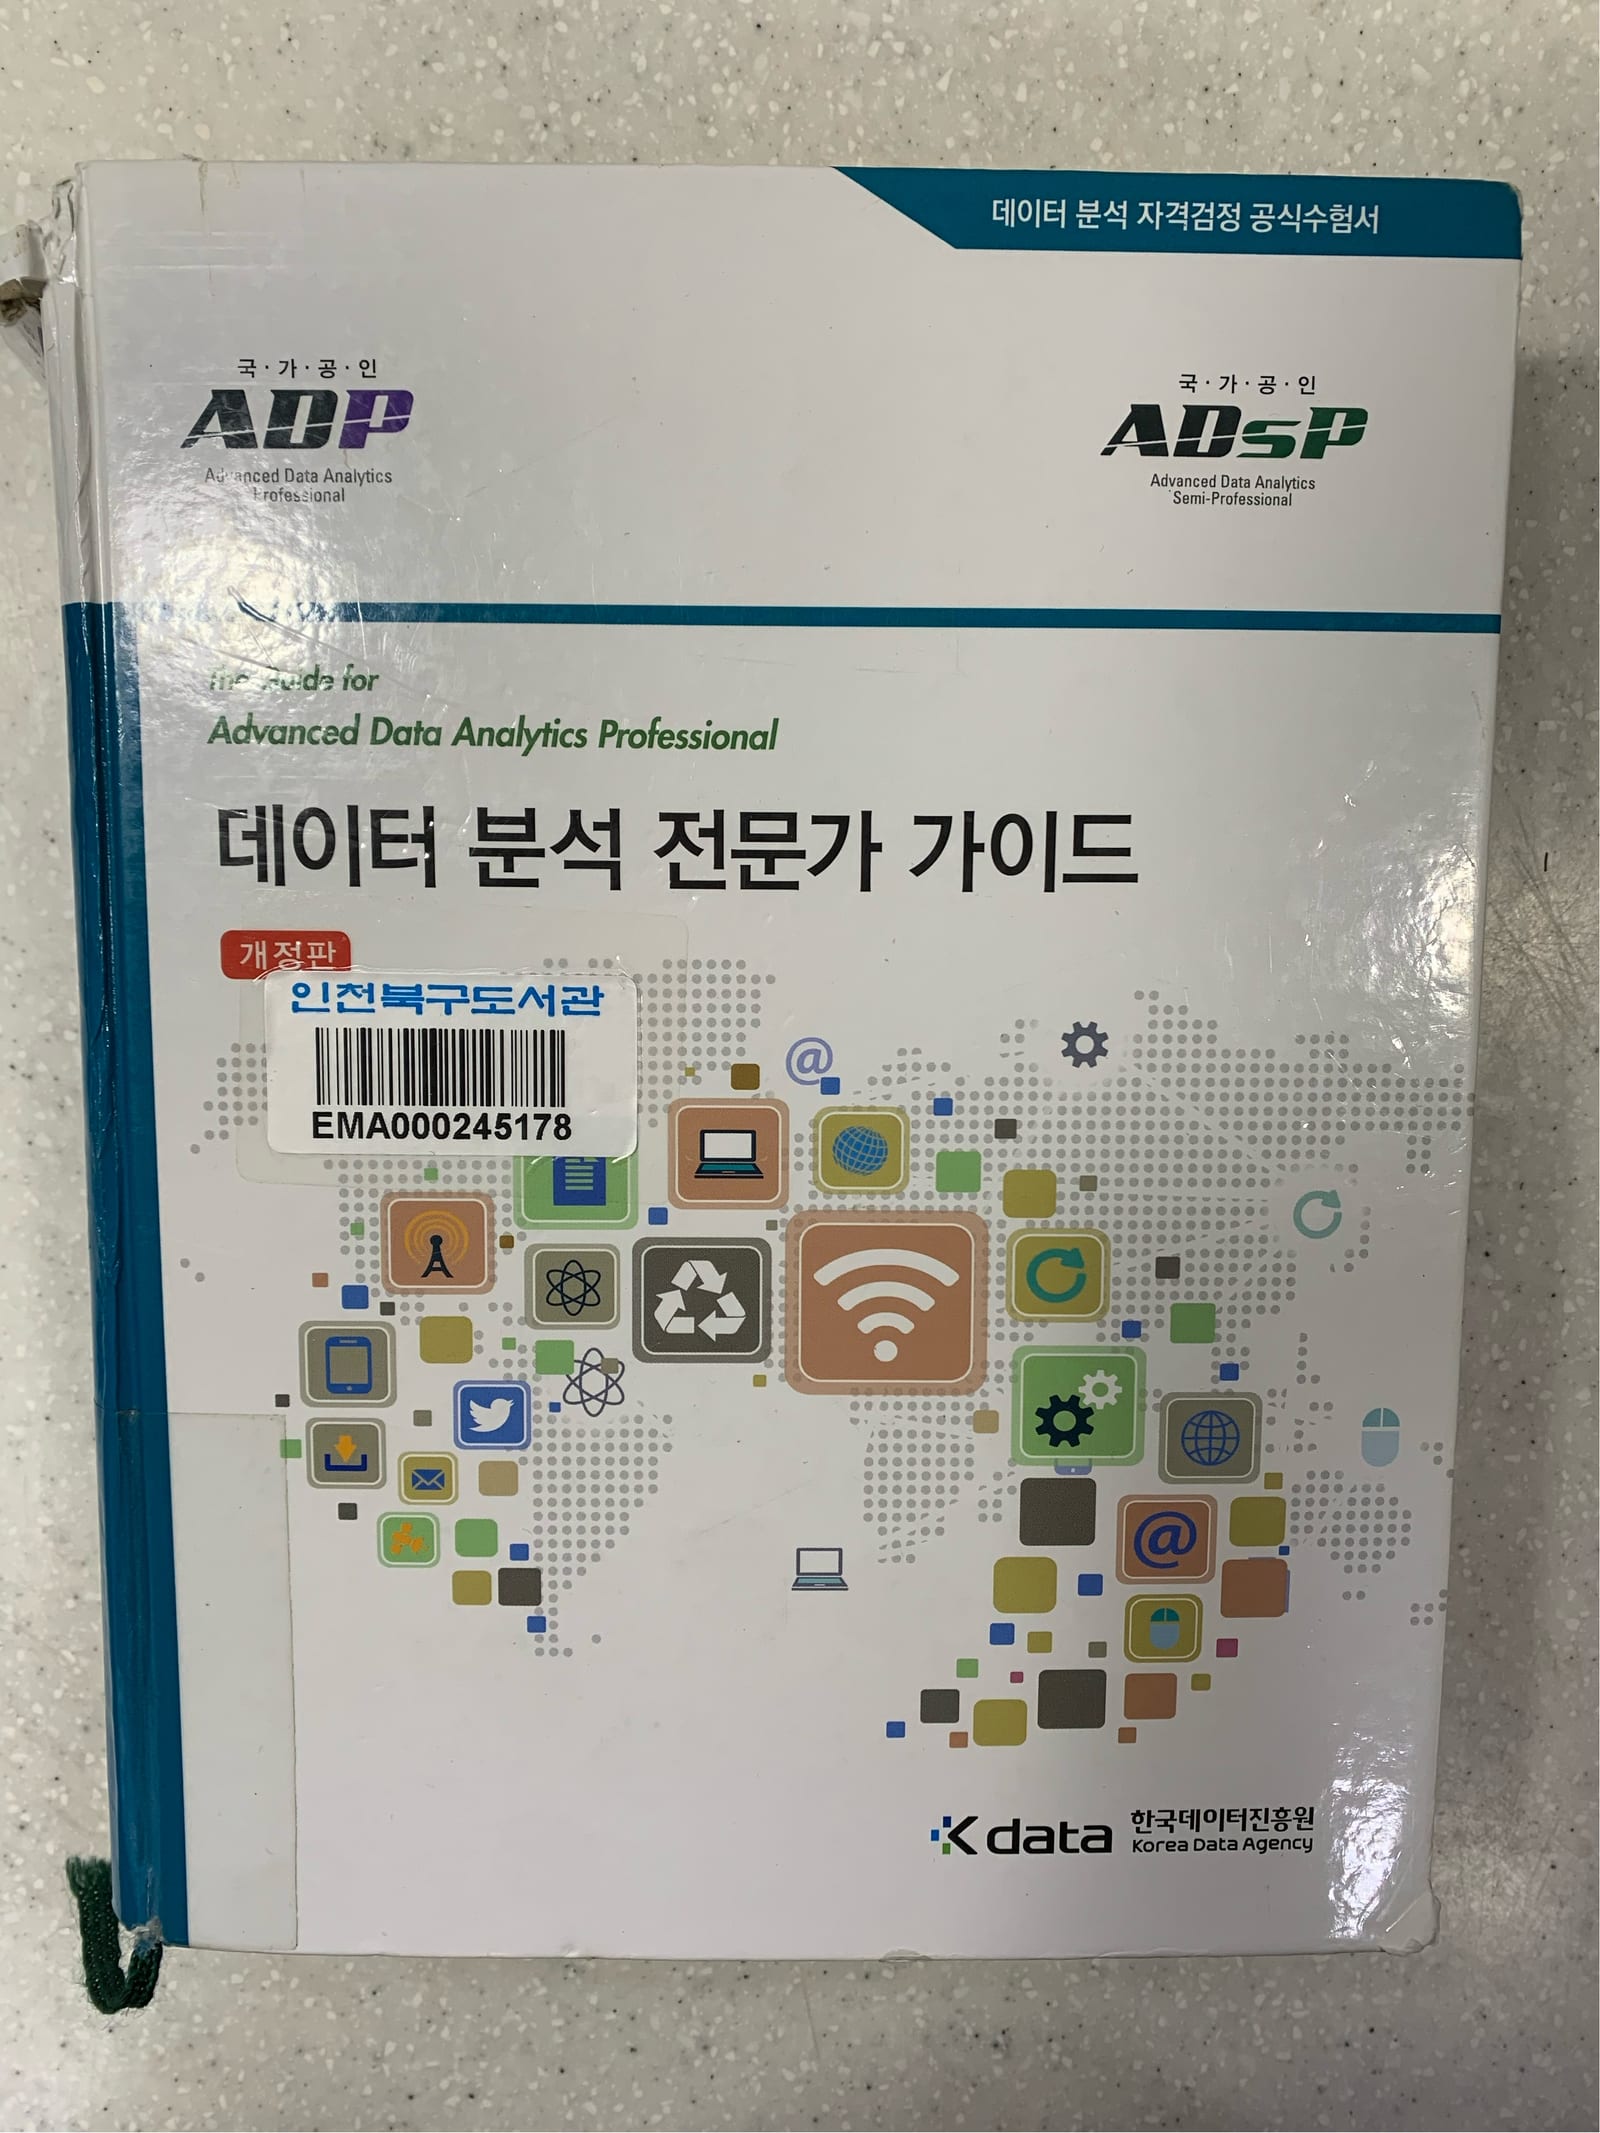 데이터 분석 자격검정 공식수험서
국·가·공·인
ADP
Advanced Data Analytics
Professional
국·가·공·인
ADsP
Advanced Data Analytics
Semi-Professional
The Guide for
Advanced Data Analytics Professional
데이터 분석 전문가 가이드
개정판
인천북구도서관
EMA000245178
@
@
K data
한국데이터진흥원
Korea Data Agency